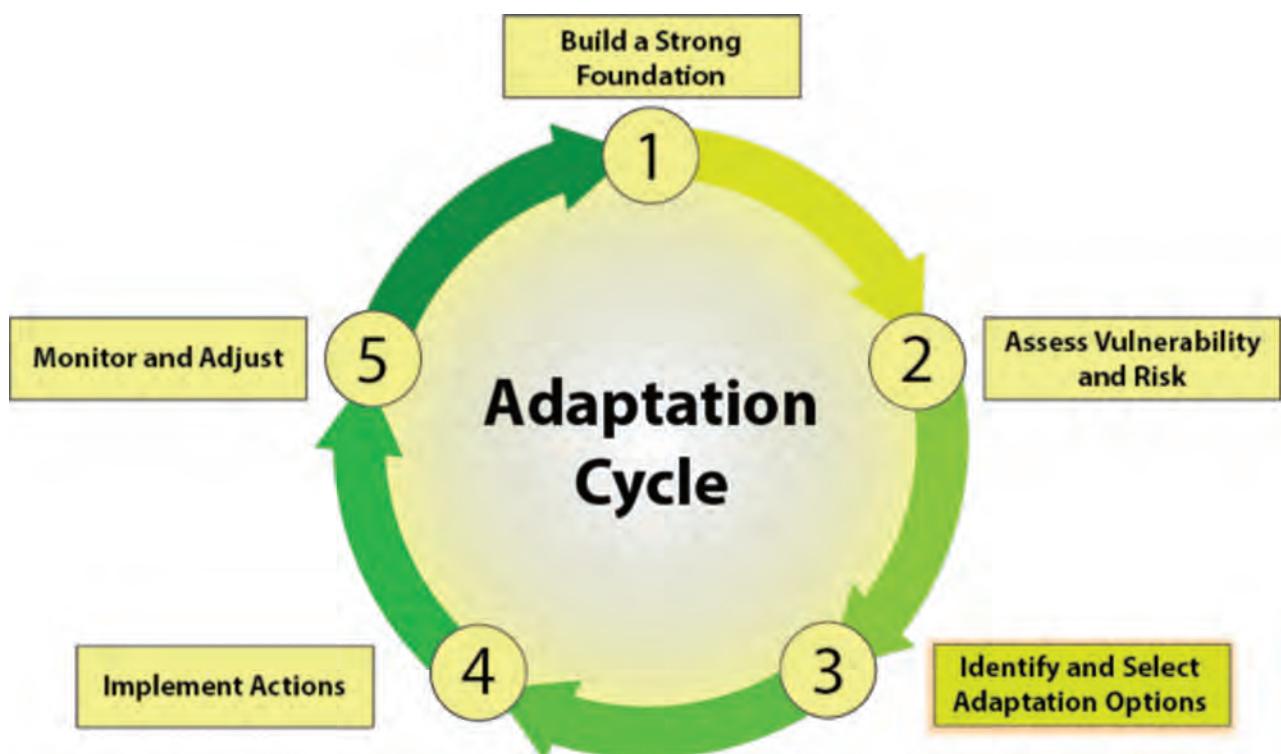 Build a Strong
Foundation
1
2
Assess Vulnerability
and Risk
3
Identify and Select
Adaptation Options
4
Implement Actions
5
Monitor and Adjust
Adaptation
Cycle